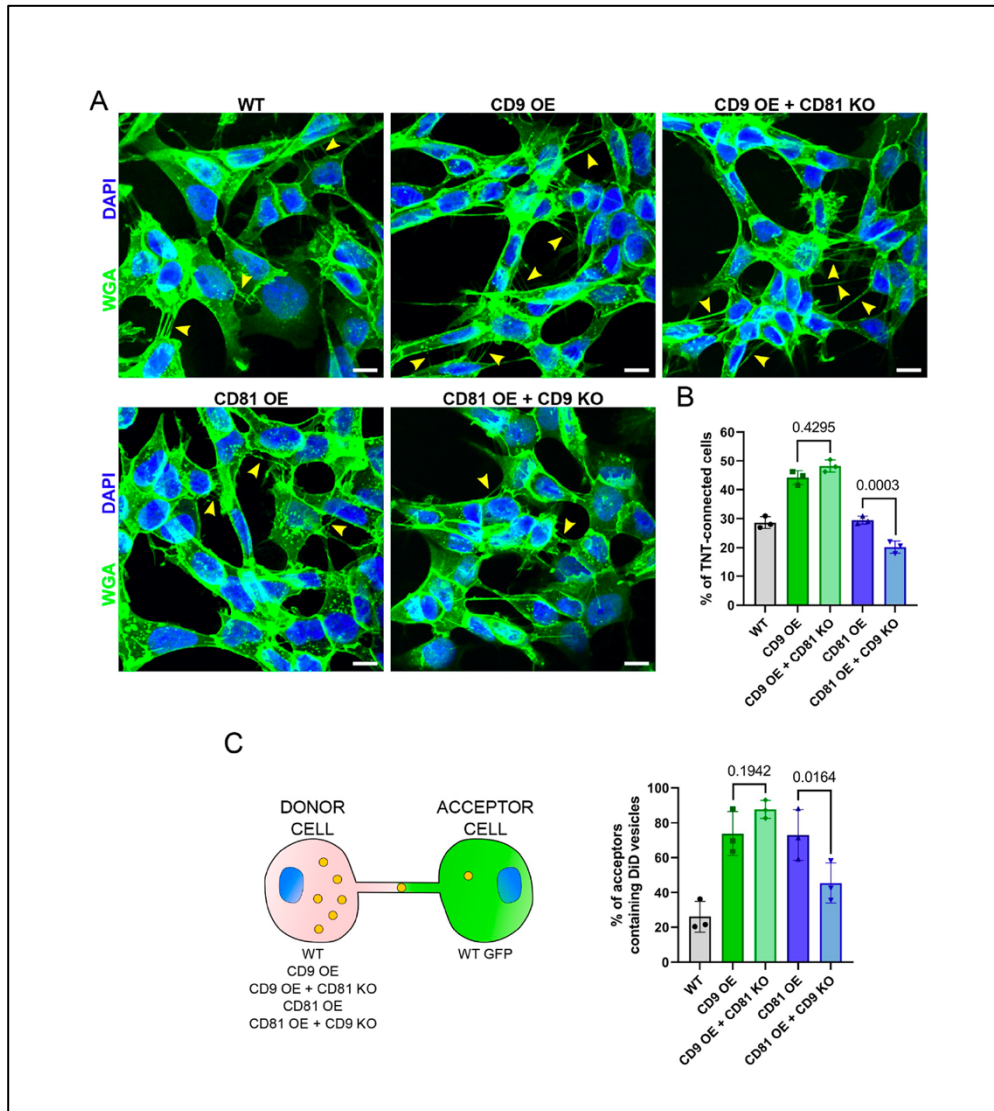 A
WT
CD9 OE
CD9 OE + CD81 KO
DAPI
WGA
CD81 OE
CD81 OE + CD9 KO
DAPI
WGA
B
% of TNT-connected cells
60
50
40
30
20
10
0
0.4295
0.0003
WT
CD9 OE
CD9 OE + CD81 KO
CD81 OE
CD81 OE + CD9 KO
C
DONOR
CELL
ACCEPTOR
CELL
WT
CD9 OE
CD9 OE + CD81 KO
CD81 OE
CD81 OE + CD9 KO
WT GFP
% of acceptors
containing DiD vesicles
100
80
60
40
20
0
0.1942
0.0164
WT
CD9 OE
CD9 OE + CD81 KO
CD81 OE
CD81 OE + CD9 KO